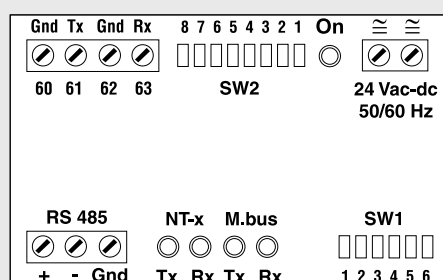 Gnd Tx Gnd Rx 8 7 6 5 4 3 2 1 On ≅ ≅
60 61 62 63 SW2 24 Vac-dc
50/60 Hz
RS 485 NT-x M.bus SW1
+ - Gnd Tx Rx Tx Rx 1 2 3 4 5 6